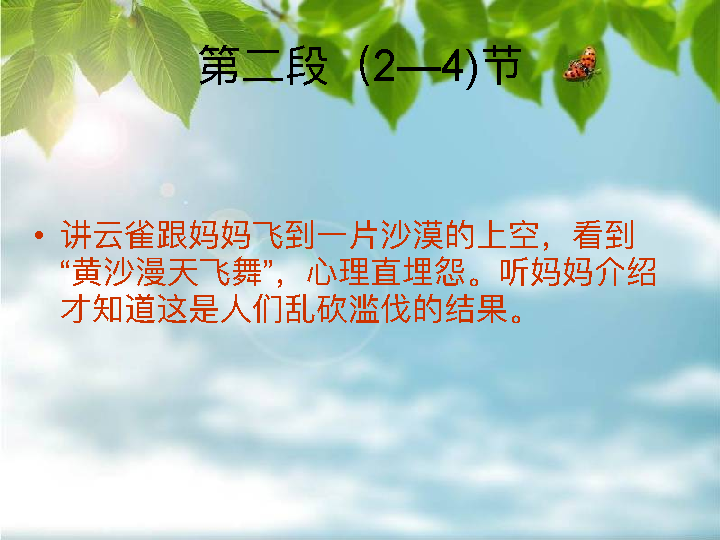 第二段（2—4)节
• 讲云雀跟妈妈飞到一片沙漠的上空，看到
“黄沙漫天飞舞”，心理直埋怨。听妈妈介绍
才知道这是人们乱砍滥伐的结果。